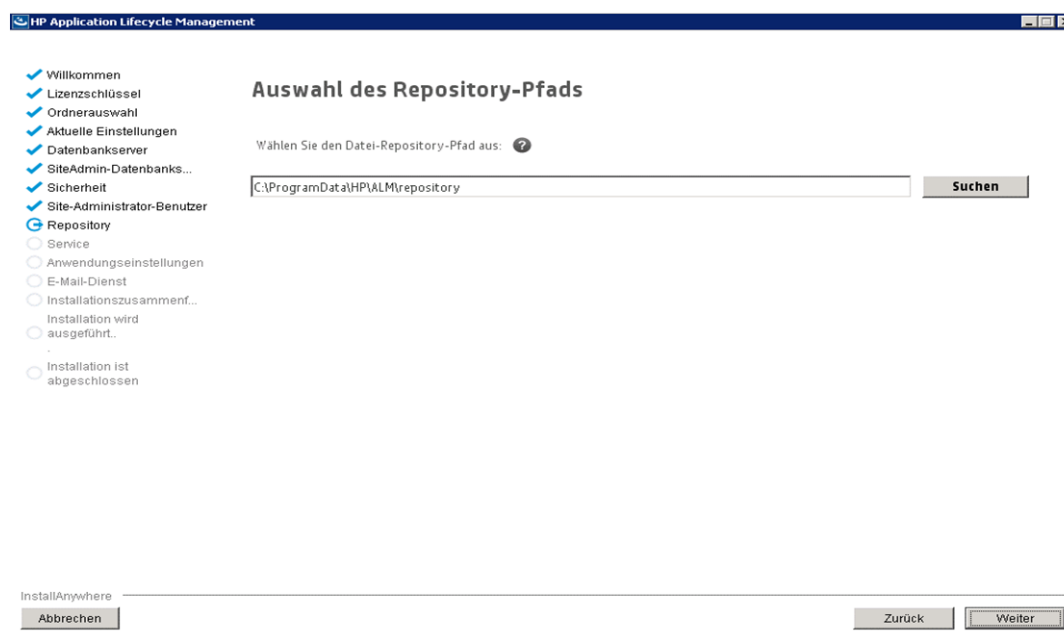 HP Application Lifecycle Management
Willkommen
Lizenzschlüssel
Ordnerauswahl
Aktuelle Einstellungen
Datenbankserver
SiteAdmin-Datenbanks...
Sicherheit
Site-Administrator-Benutzer
Repository
Service
Anwendungseinstellungen
E-Mail-Dienst
Installationszusammenf...
Installation wird
ausgeführt..
.
Installation ist
abgeschlossen
Auswahl des Repository-Pfads
Wählen Sie den Datei-Repository-Pfad aus: ?
C:\ProgramData\HP\ALM\repository
Suchen
InstallAnywhere
Abbrechen
Zurück
Weiter